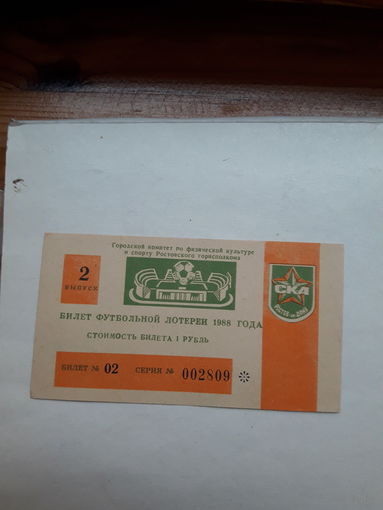 Городской комитет по физической культуре
и спорту Ростовского горисполкома
2
ВЫПУСК
СКА
РОСТОВ-НА-ДОНУ
БИЛЕТ ФУТБОЛЬНОЙ ЛОТЕРЕИ 1988 ГОДА
СТОИМОСТЬ БИЛЕТА 1 РУБЛЬ
БИЛЕТ № 02 СЕРИЯ № 002809